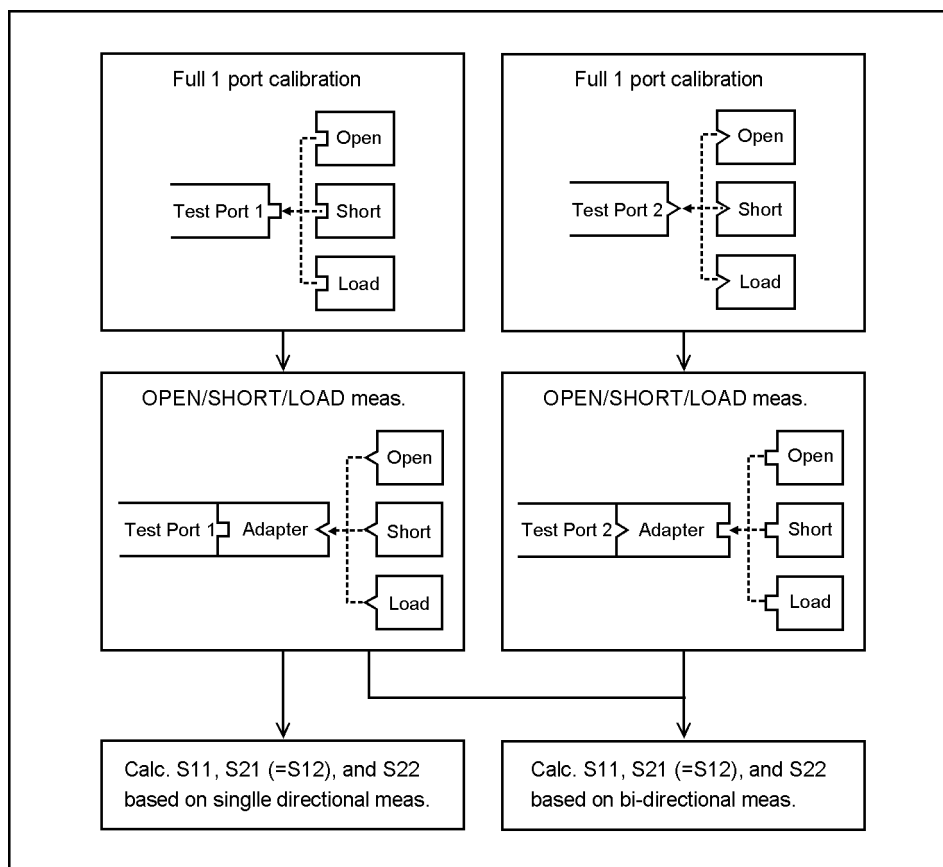 Full 1 port calibration
Open
Test Port 1
Short
Load
Full 1 port calibration
Open
Test Port 2
Short
Load
OPEN/SHORT/LOAD meas.
Open
Test Port 1
Adapter
Short
Load
OPEN/SHORT/LOAD meas.
Open
Test Port 2
Adapter
Short
Load
Calc. S11, S21 (=S12), and S22
based on singlle directional meas.
Calc. S11, S21 (=S12), and S22
based on bi-directional meas.